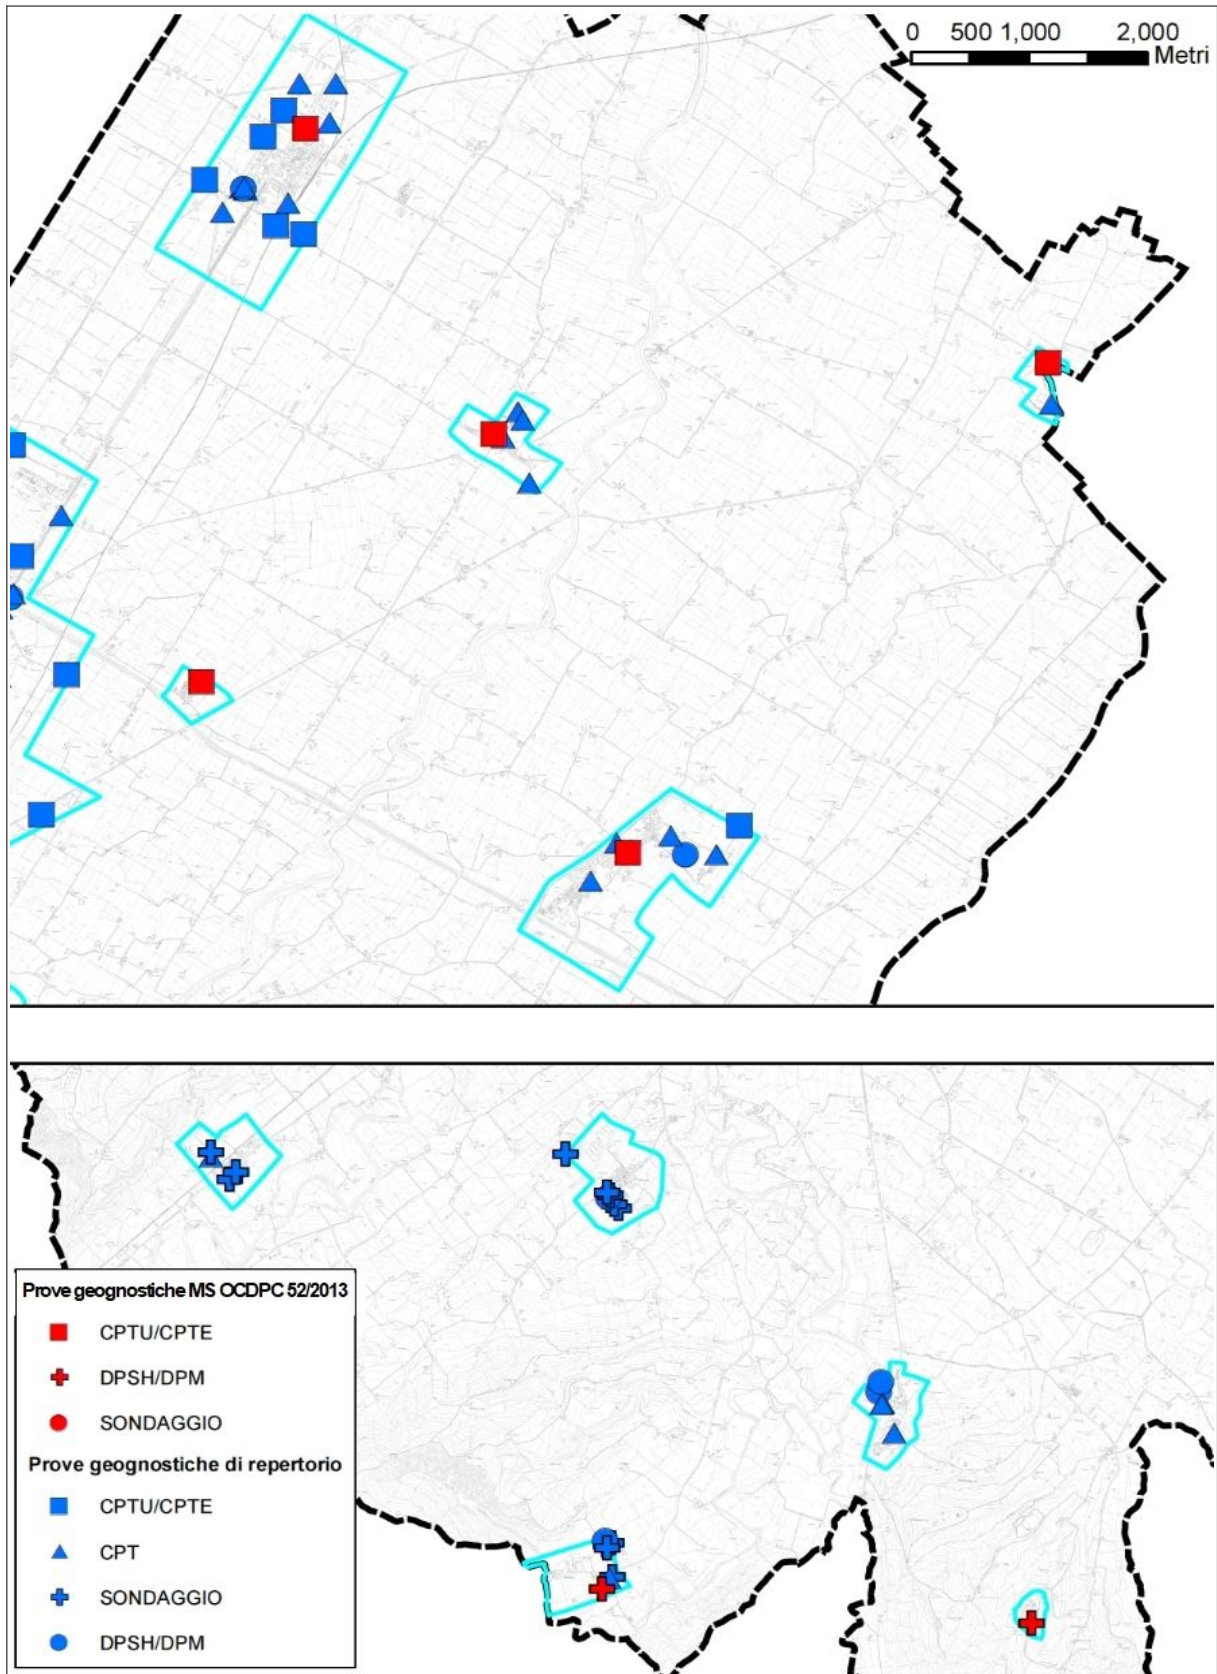 0 500 1,000 2,000
Metri
Prove geognostiche MS OCDPC 52/2013
CPTU/CPTE
DPSH/DPM
SONDAGGIO
Prove geognostiche di repertorio
CPTU/CPTE
CPT
SONDAGGIO
DPSH/DPM